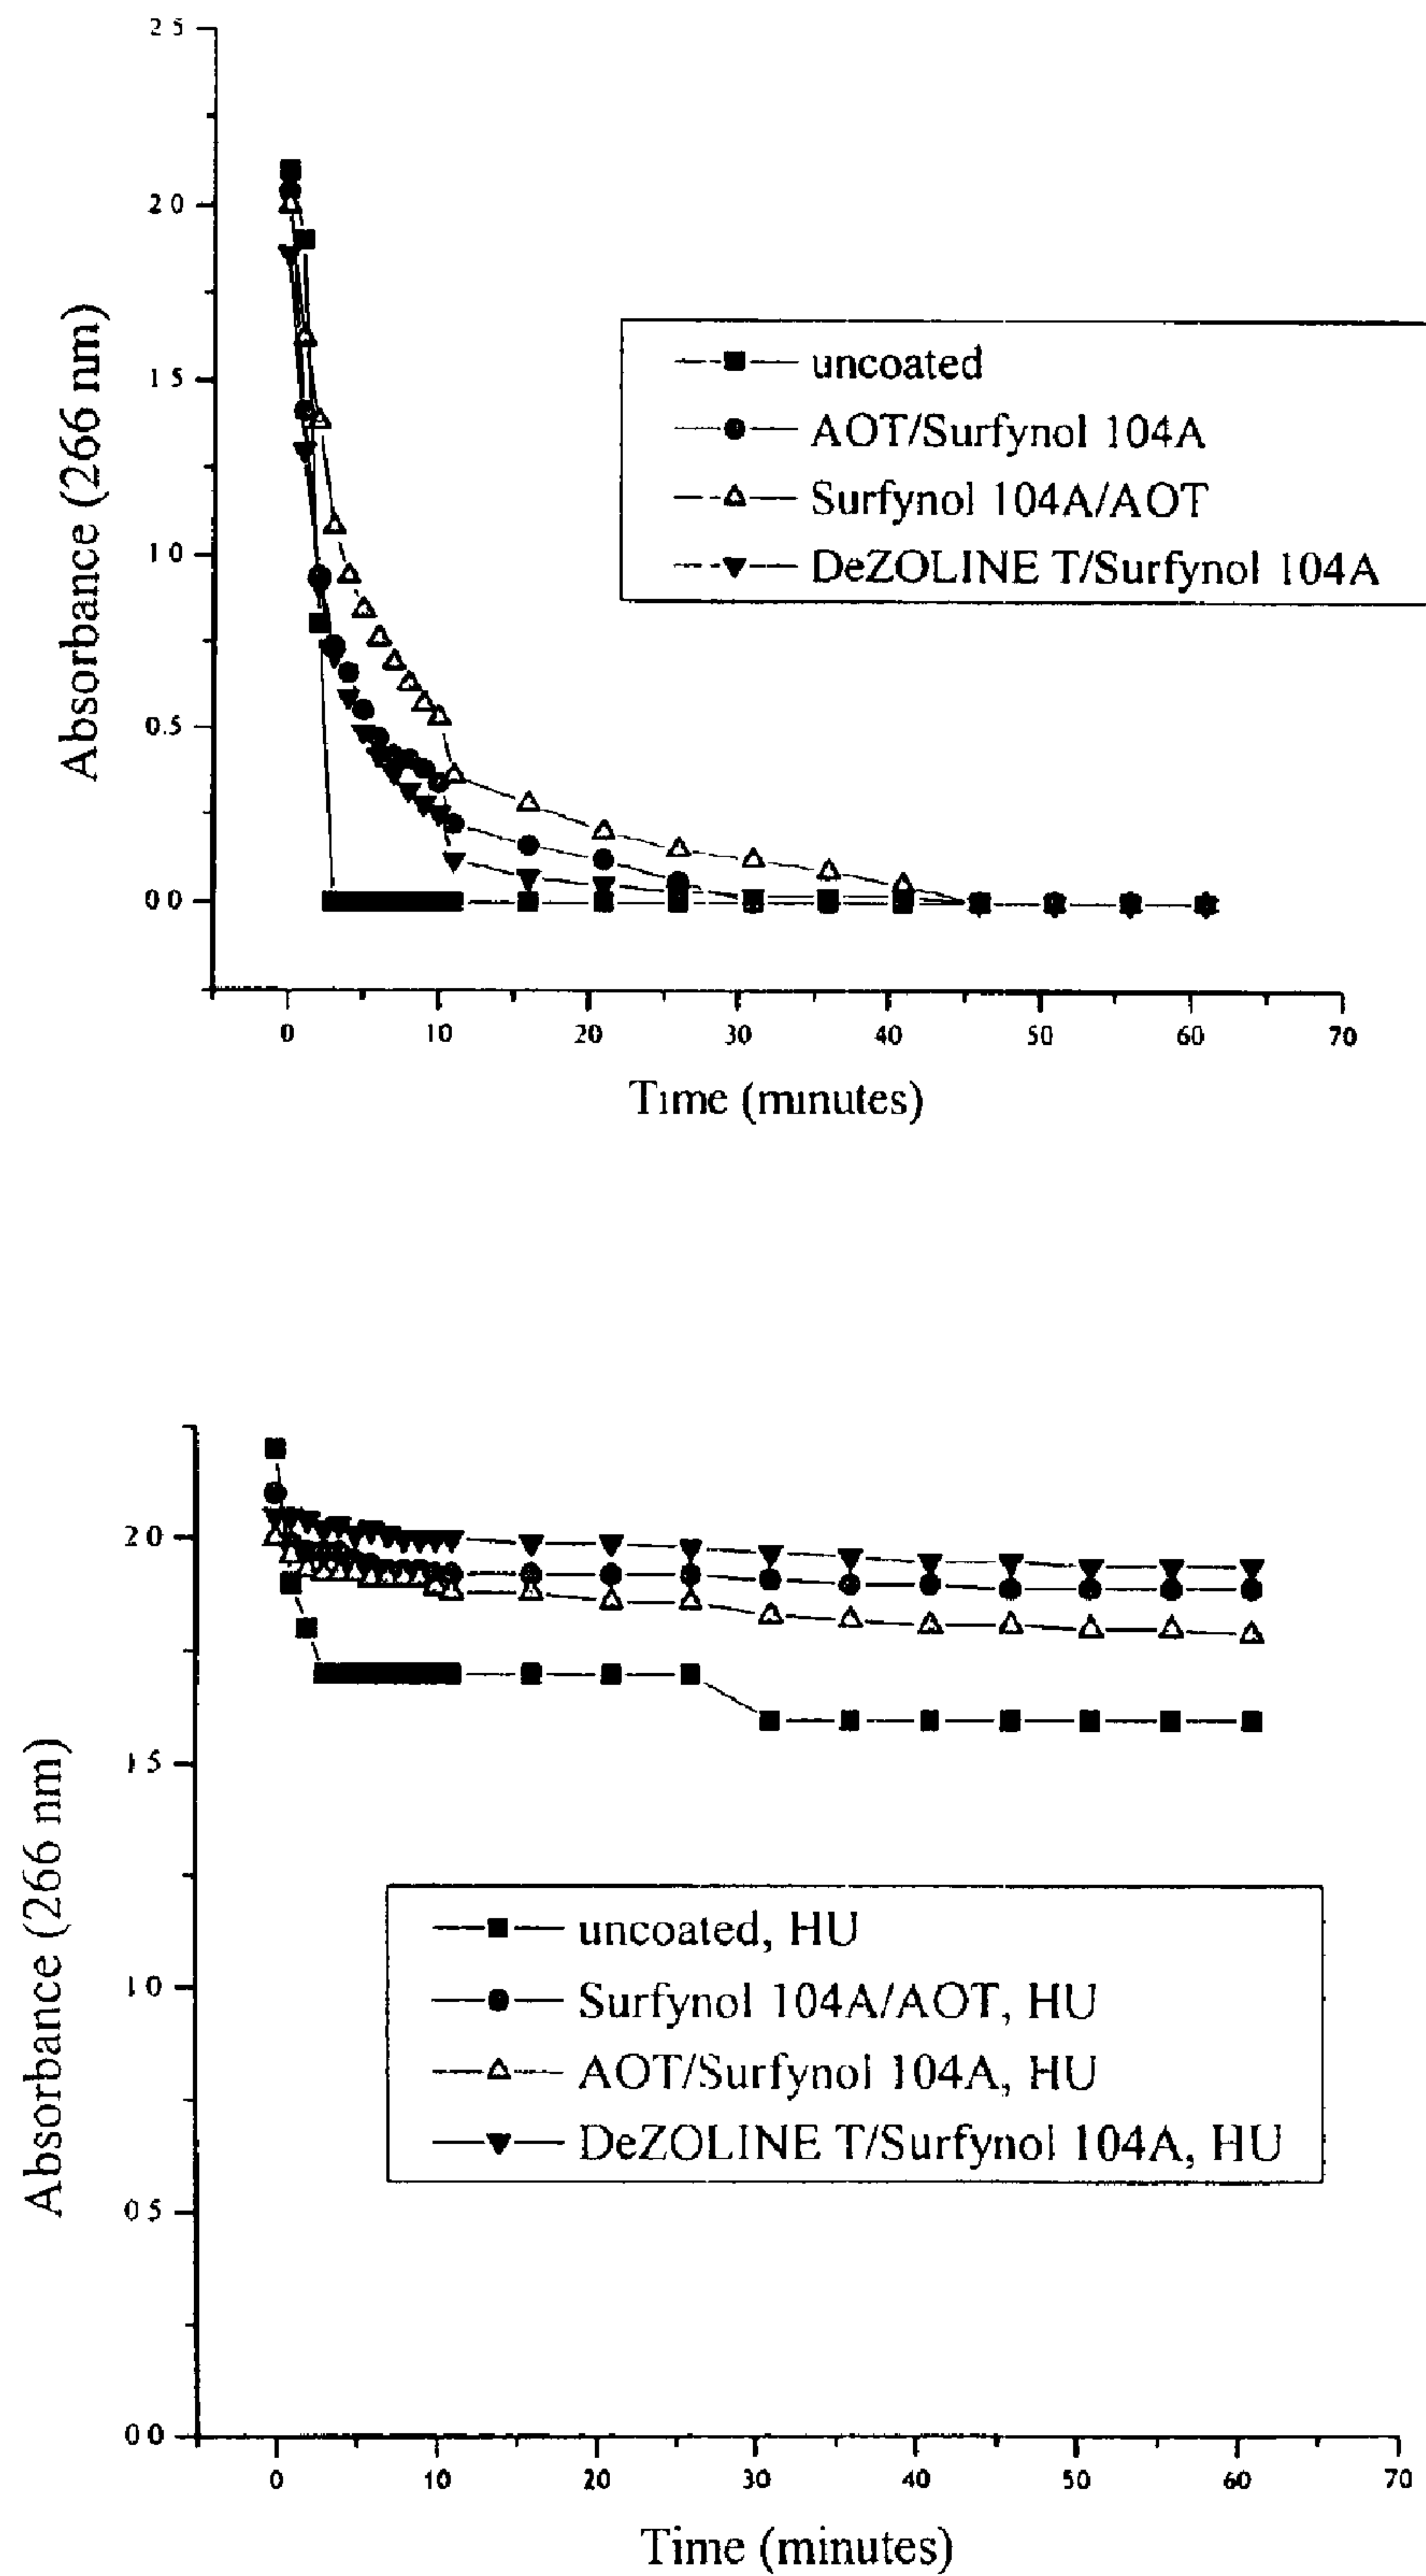 2 5
2 0
1 5
1 0
0.5
0 0
Absorbance (266 nm)
uncoated
AOT/Surfynol 104A
Surfynol 104A/AOT
DeZOLINE T/Surfynol 104A
0 10 20 30 40 50 60 70
Time (minutes)
2 0
1 5
1 0
0 5
0 0
Absorbance (266 nm)
uncoated, HU
Surfynol 104A/AOT, HU
AOT/Surfynol 104A, HU
DeZOLINE T/Surfynol 104A, HU
0 10 20 30 40 50 60 70
Time (minutes)